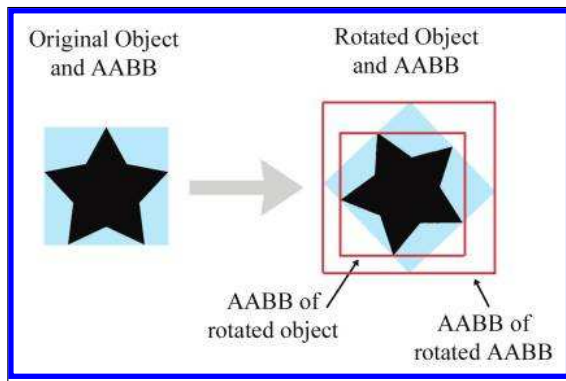 Original Object
and AABB
Rotated Object
and AABB
AABB of
rotated object
AABB of
rotated AABB